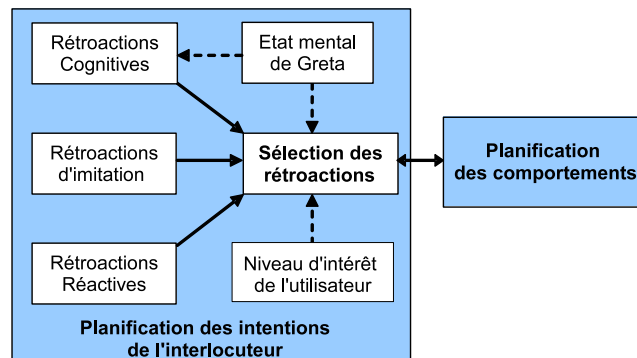 Rétroactions
Cognitives
Etat mental
de Greta
Rétroactions
d'imitation
Sélection des
rétroactions
Planification
des comportements
Rétroactions
Réactives
Niveau d'intérêt
de l'utilisateur
Planification des intentions
de l'interlocuteur